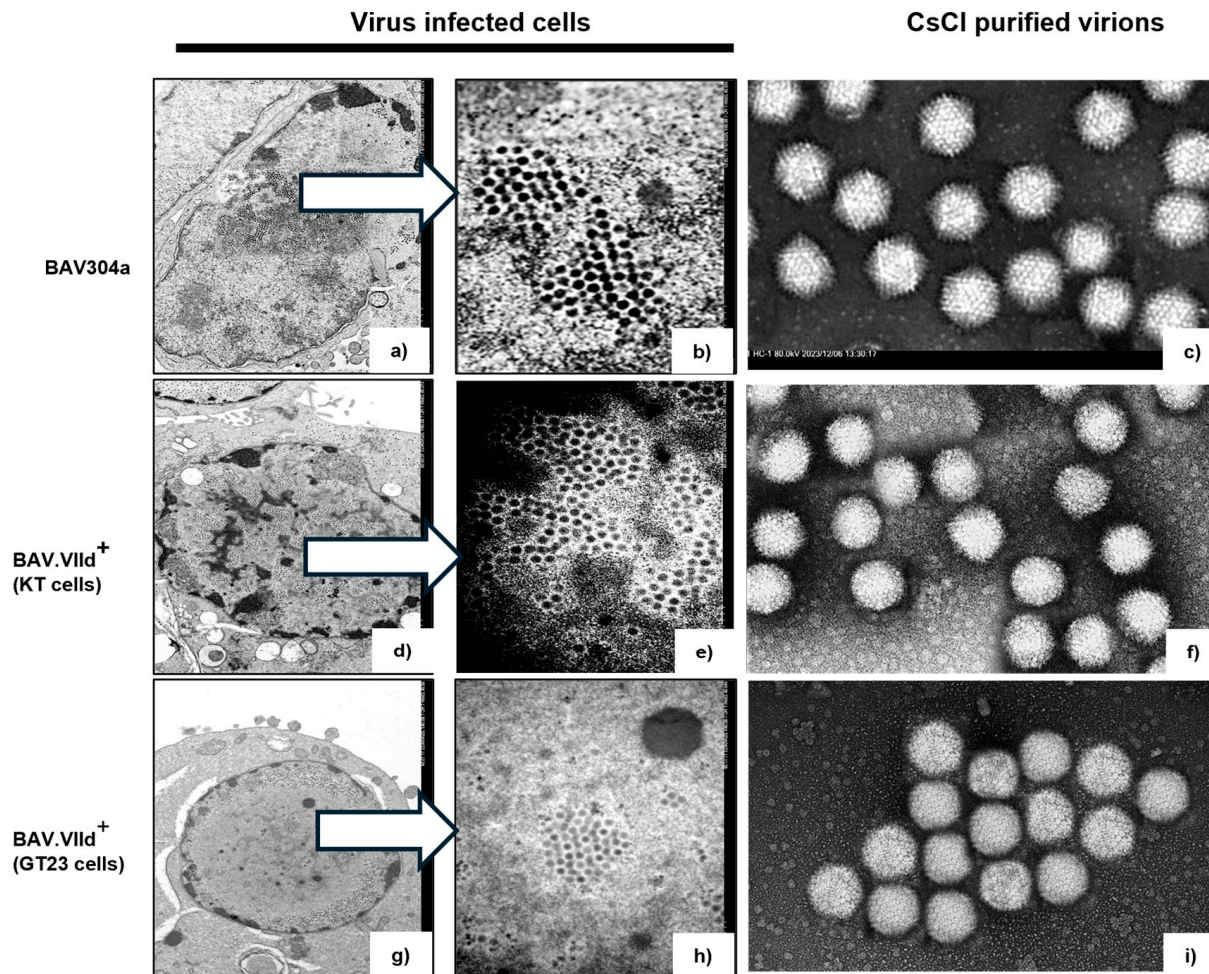 Virus infected cells
CsCl purified virions
BAV304a
a)
b)
1 HC-1 80.0kV 2023/12/06 13:30:17
c)
BAV.VIId+
(KT cells)
d)
e)
f)
BAV.VIId+
(GT23 cells)
g)
h)
i)